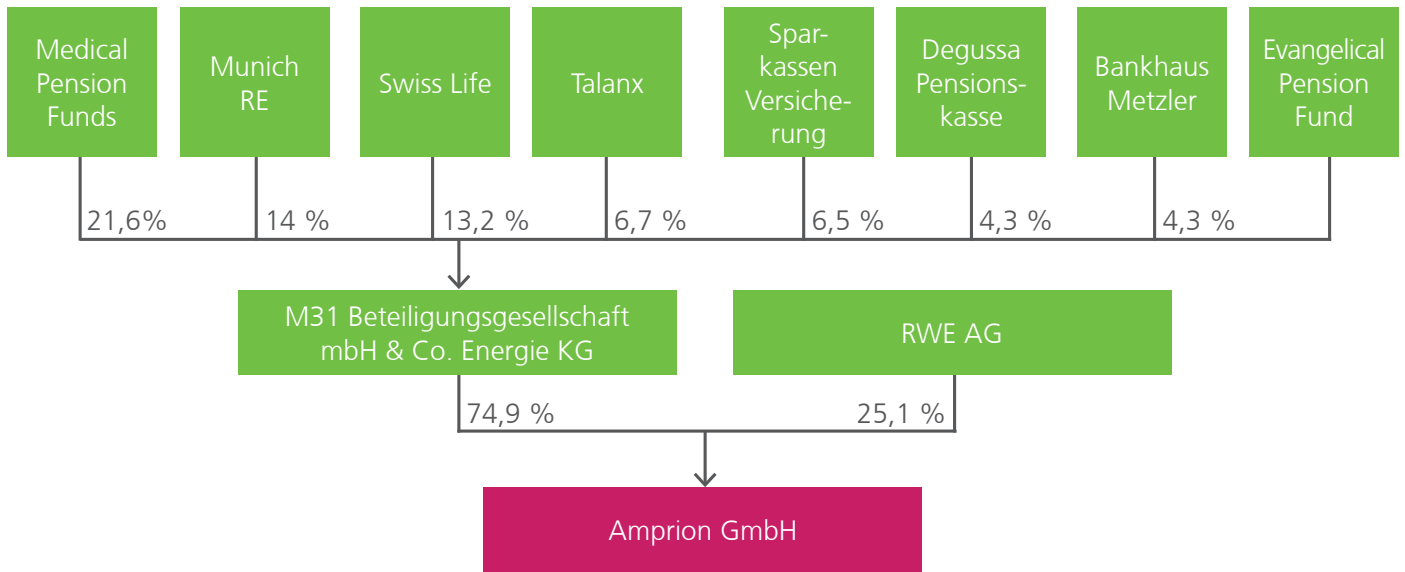 Medical
Pension
Funds
Munich
RE
Swiss Life
Talanx
Spar-
kassen
Versiche-
rung
Degussa
Pensions-
kasse
Bankhaus
Metzler
Evangelical
Pension
Fund
21,6%
14 %
13,2 %
6,7 %
6,5 %
4,3 %
4,3 %
M31 Beteiligungsgesellschaft
mbH & Co. Energie KG
RWE AG
74,9 %
25,1 %
Amprion GmbH